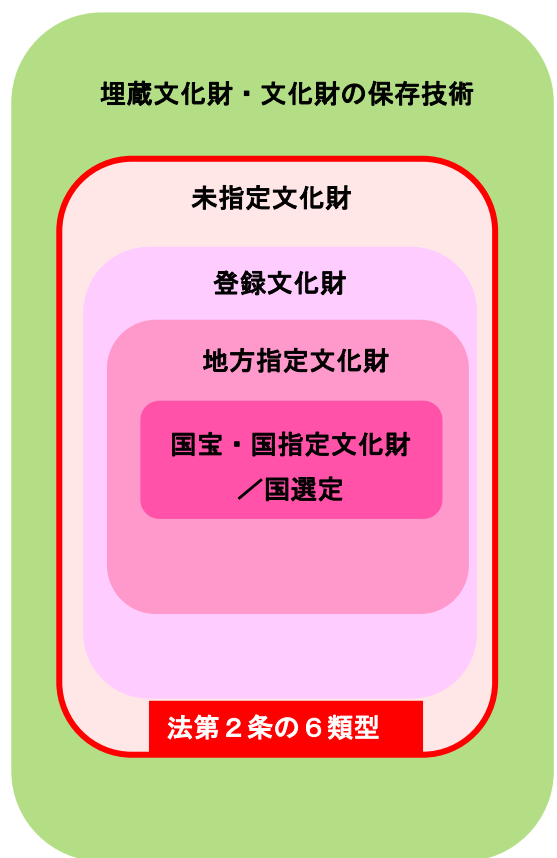 埋蔵文化財・文化財の保存技術
未指定文化財
登録文化財
地方指定文化財
国宝・国指定文化財
／国選定
法第２条の６類型